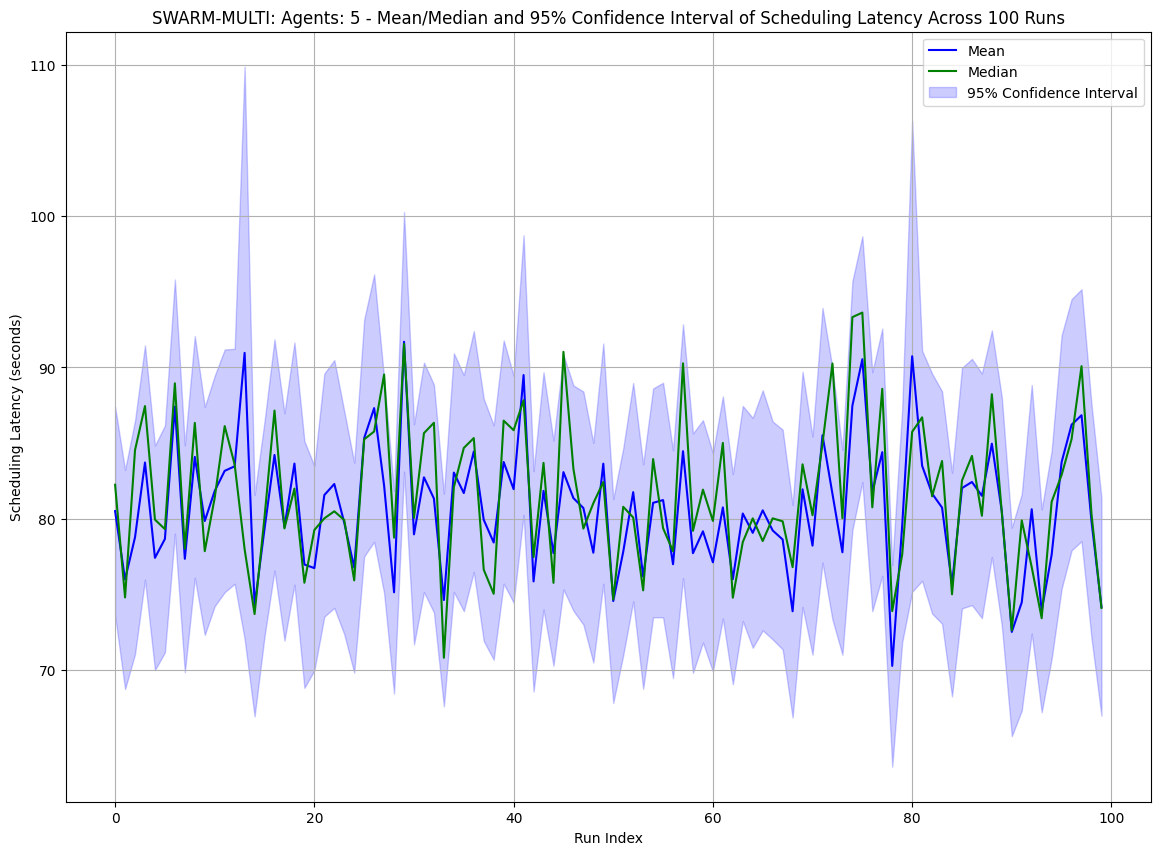 SWARM-MULTI: Agents: 5 - Mean/Median and 95% Confidence Interval of Scheduling Latency Across 100 Runs
Mean
Median
95% Confidence Interval
110
100
90
80
70
Scheduling Latency (seconds)
0
20
40
60
80
100
Run Index